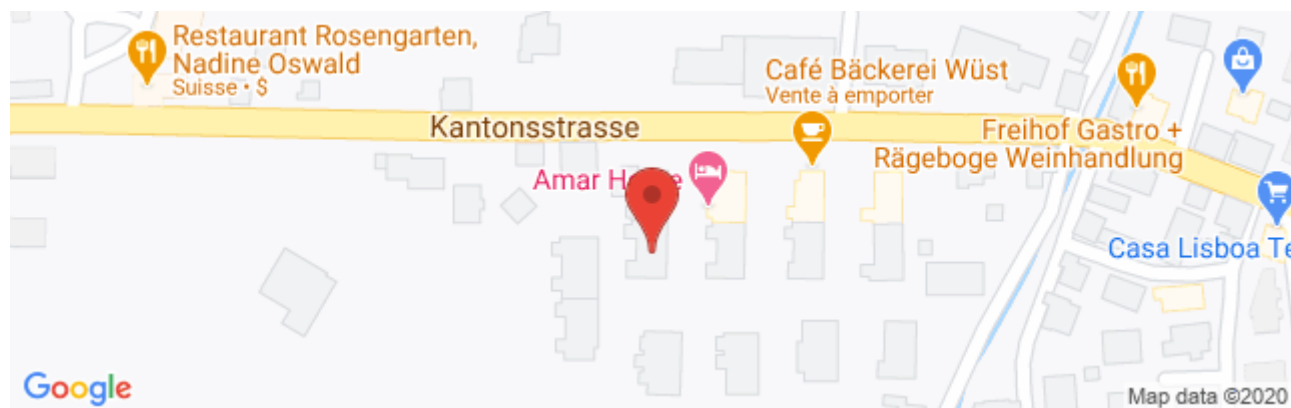 Restaurant Rosengarten,
Nadine Oswald
Suisse • $
Café Bäckerei Wüst
Vente à emporter
Kantonsstrasse
Freihof Gastro +
Rägeboge Weinhandlung
Amar
Casa Lisboa
Google
Map data ©2020